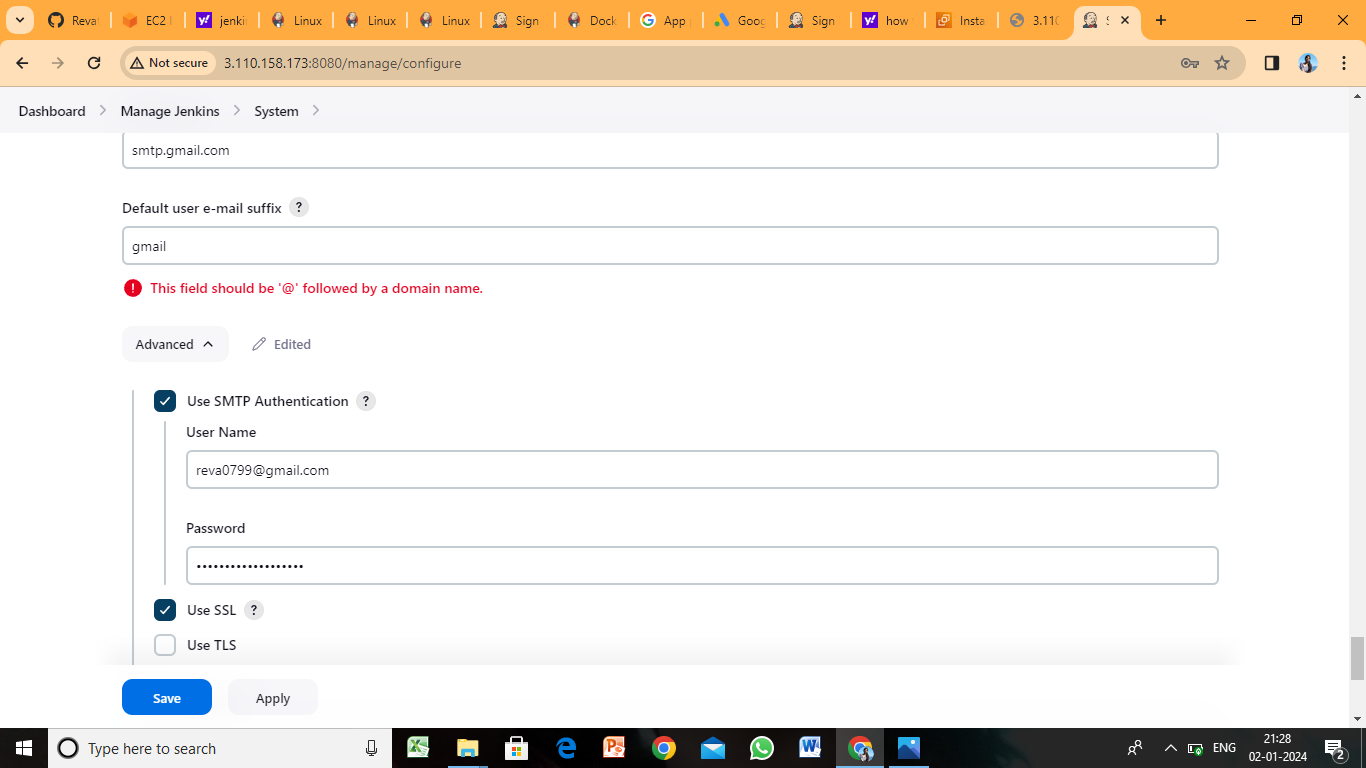 Reva
EC2 I
jenkin
Linux
Linux
Linux
Sign
Dock
App
Goog
Sign
how
Insta
3.110
Not secure 3.110.158.173:8080/manage/configure
Dashboard Manage Jenkins System
smtp.gmail.com
Default user e-mail suffix ?
gmail
This field should be '@' followed by a domain name.
Advanced Edited
Use SMTP Authentication ?
User Name
reva0799@gmail.com
Password
•••••••••••••••••••
Use SSL ?
Use TLS
Save Apply
Type here to search
ENG
21:28
02-01-2024
2